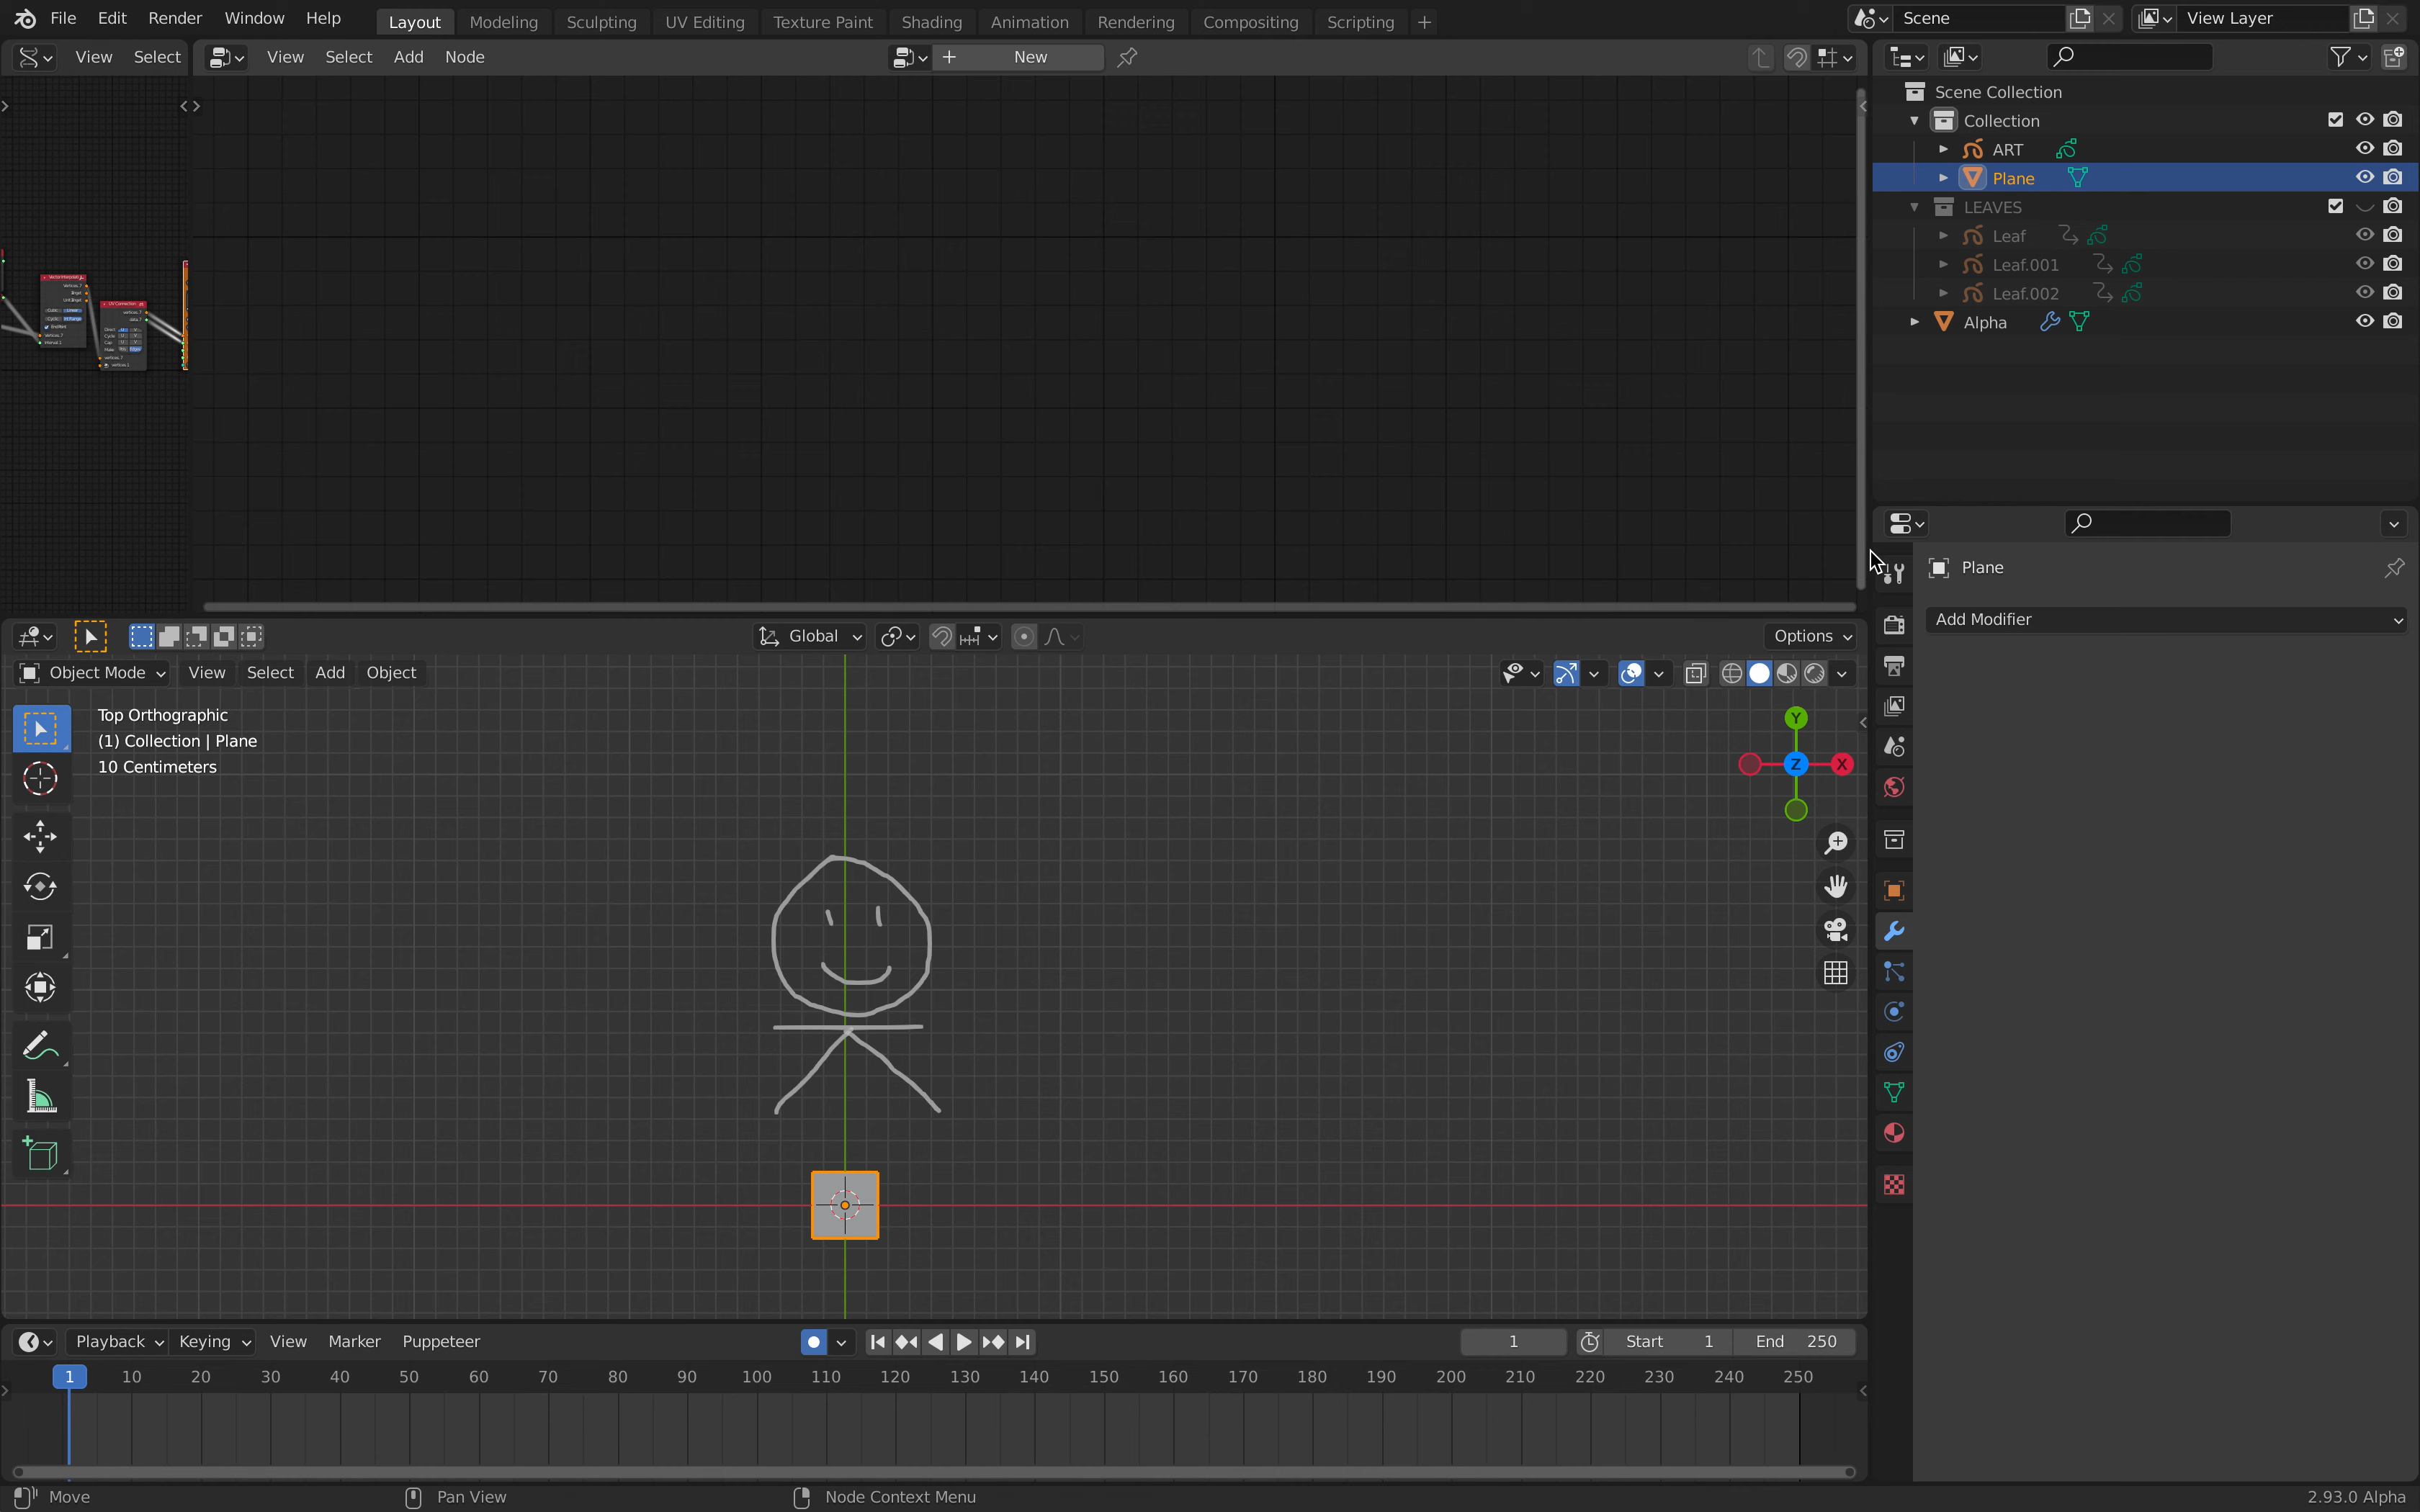 File Edit Render Window Help Layout Modeling Sculpting UV Editing Texture Paint Shading Animation Rendering Compositing Scripting + Scene View Layer
View Select View Select Add Node + New
Scene Collection
Collection
ART
Plane
LEAVES
Leaf
Leaf.001
Leaf.002
Alpha
UV Connection
Plane
Add Modifier
Global Options
Object Mode View Select Add Object
Top Orthographic
(1) Collection | Plane
10 Centimeters
Y
Z X
Playback Keying View Marker Puppeteer 1 Start 1 End 250
1 10 20 30 40 50 60 70 80 90 100 110 120 130 140 150 160 170 180 190 200 210 220 230 240 250
Move Pan View Node Context Menu 2.93.0 Alpha